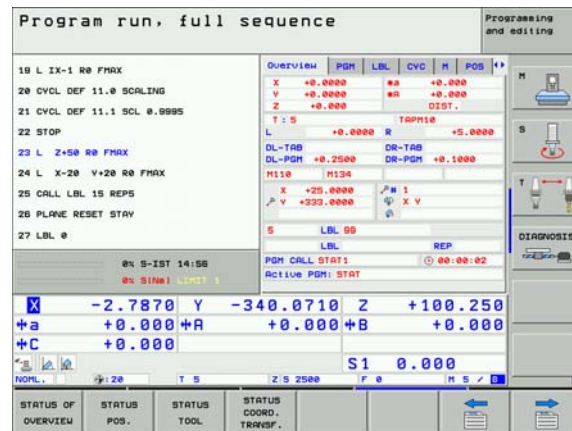 Program run, full sequence
Programming and editing
19 L IX-1 R0 FMAX
20 CYCL DEF 11.0 SCALING
21 CYCL DEF 11.1 SCL 0.9995
22 STOP
23 L Z+50 R0 FMAX
24 L X-20 Y+20 R0 FMAX
25 CALL LBL 15 REP5
26 PLANE RESET STAY
27 LBL 0
0% S-IST 14:56
0% S[Nm] LIMIT 1
Overview PGM LBL CYC M POS
X +0.0000 *a +0.000
Y +0.0000 *A +0.000
Z +0.000 DIST.
T : 5 TAPM10
L +0.0000 R +5.0000
DL-TAB DR-TAB
DL-PGM +0.2500 DR-PGM +0.1000
M110 M134
X +25.0000 # 1
Y +333.0000 X Y
5 LBL 99
LBL REP
PGM CALL STAT1 00:00:02
Active PGM: STAT
X -2.7870 Y -340.0710 Z +100.250
a +0.000 A +0.000 B +0.000
C +0.000
S1 0.000
NOML. : 20 T 5 Z S 2500 F 0 M 5 / 8
M
S
T
DIAGNOSIS
STATUS OF OVERVIEW
STATUS POS.
STATUS TOOL
STATUS COORD. TRANSF.